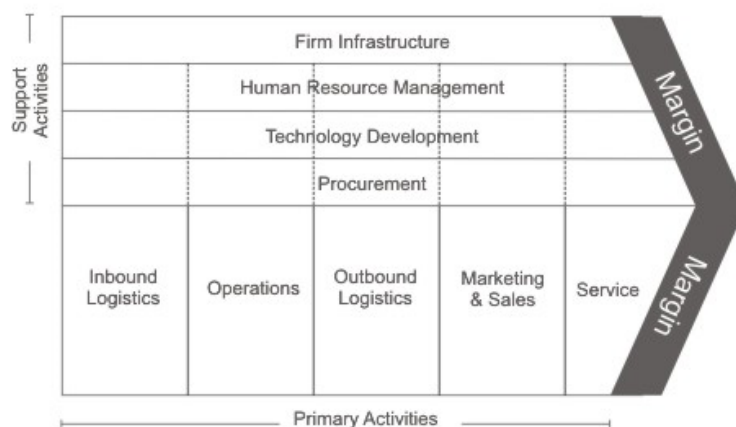 Support
Activities
Firm Infrastructure
Human Resource Management
Technology Development
Procurement
Margin
Inbound
Logistics
Operations
Outbound
Logistics
Marketing
& Sales
Service
Margin
Primary Activities